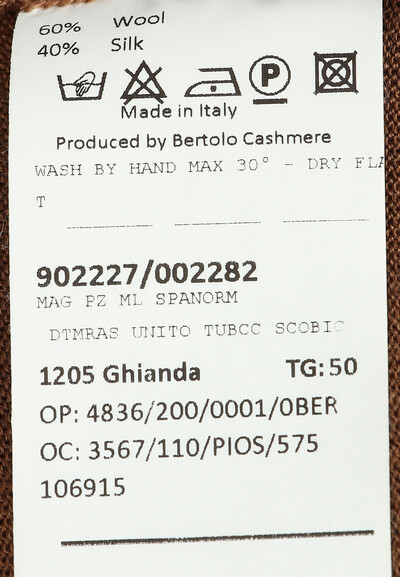 60% Wool
40% Silk
P
Made in Italy
Produced by Bertolo Cashmere
WASH BY HAND MAX 30° - DRY FLA
T
902227/002282
MAG PZ ML SPANORM
DTMRAS UNITO TUBCC SCOBIC
1205 Ghianda TG: 50
OP: 4836/200/0001/0BER
OC: 3567/110/PIOS/575
106915